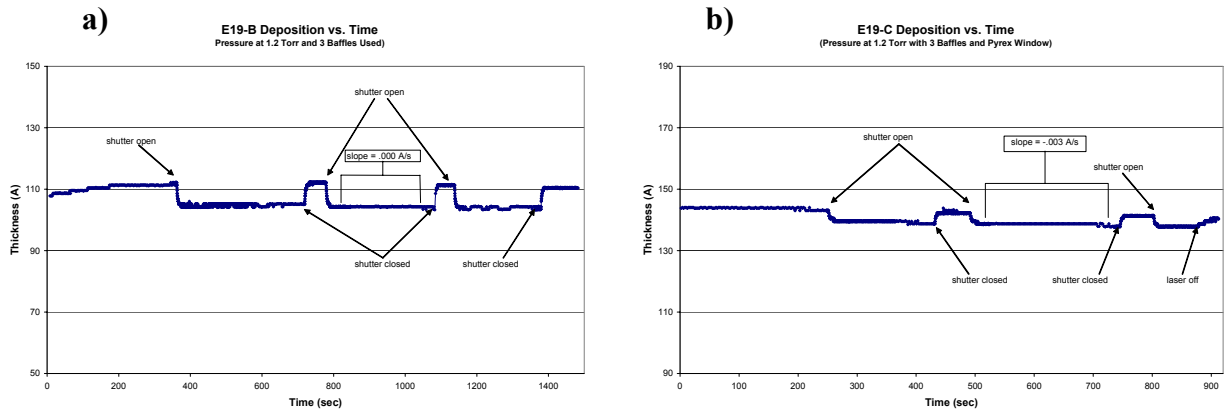 a)
E19-B Deposition vs. Time
Pressure at 1.2 Torr and 3 Baffles Used)
Thickness (A)
150
130
110
90
70
50
shutter open
shutter open
slope = .000 A/s
shutter closed
shutter closed
0
200
400
600
800
1000
1200
1400
Time (sec)
b)
E19-C Deposition vs. Time
(Pressure at 1.2 Torr with 3 Baffles and Pyrex Window)
Thickness (A)
190
170
150
130
110
90
shutter open
slope = -.003 A/s
shutter open
shutter closed
shutter closed
laser off
0
100
200
300
400
500
600
700
800
900
Time (sec)